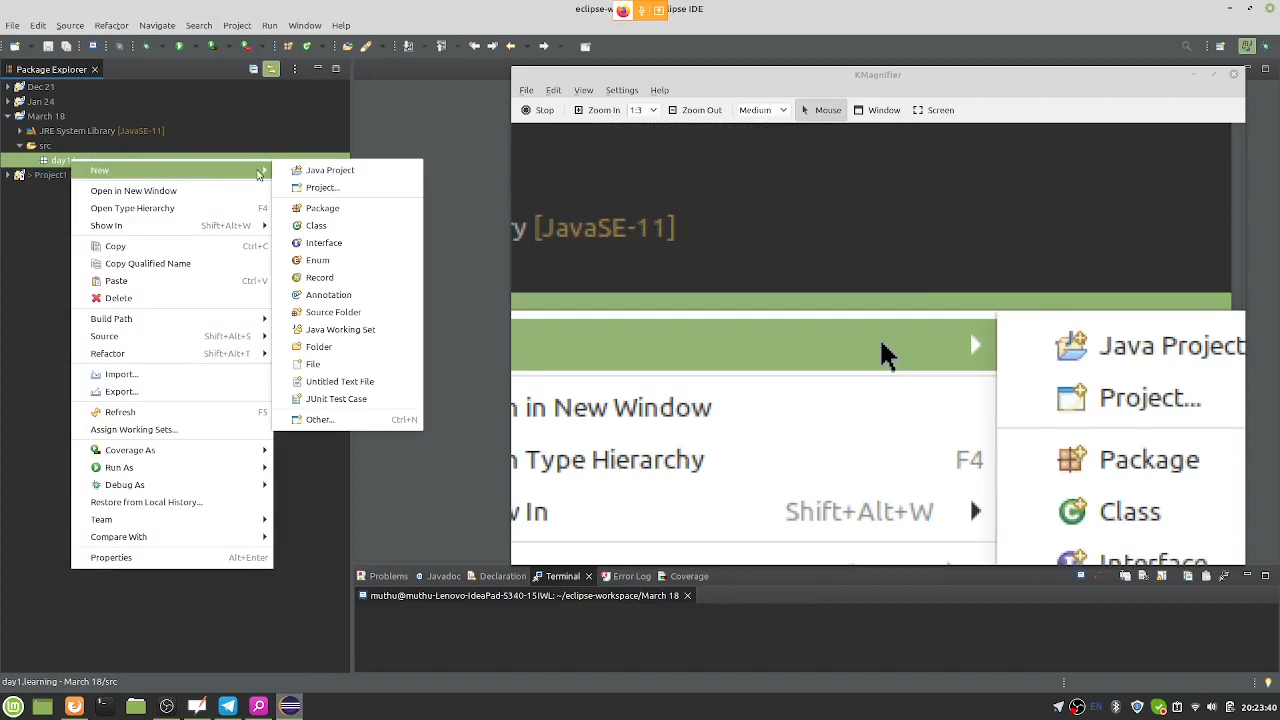 eclipse-w ipse IDE
File Edit Source Refactor Navigate Search Project Run Window Help
Package Explorer
Dec21
Jan 24
March 18
JRE System Library [JavaSE-11]
src
day1
> Project1
New
Open in New Window
Open Type Hierarchy F4
Show In Shift+Alt+W
Copy Ctrl+C
Copy Qualified Name
Paste Ctrl+V
Delete
Build Path
Source Shift+Alt+S
Refactor Shift+Alt+T
Import...
Export...
Refresh F5
Assign Working Sets...
Coverage As
Run As
Debug As
Restore from Local History...
Team
Compare With
Properties Alt+Enter
Java Project
Project...
Package
Class
Interface
Enum
Record
Annotation
Source Folder
Java Working Set
Folder
File
Untitled Text File
JUnit Test Case
Other... Ctrl+N
KMagnifier
File Edit View Settings Help
Stop Zoom In 1:3 Zoom Out Medium Mouse Window Screen
ry [JavaSE-11]
Java Project
n in New Window Project...
n Type Hierarchy F4 Package
w In Shift+Alt+W Class
Interface
Problems Javadoc Declaration Terminal Error Log Coverage
muthu@muthu-Lenovo-IdeaPad-S340-15IWL: ~/eclipse-workspace/March 18
day1.learning - March 18/src
EN 20:23:40